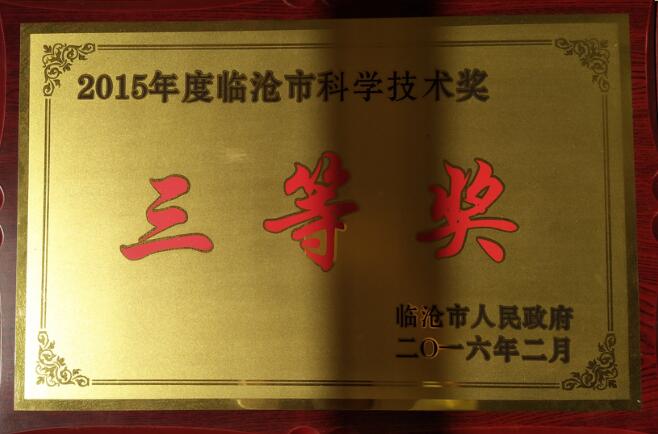 2015年度临沧市科学技术奖
三等奖
临沧市人民政府
二〇一六年二月